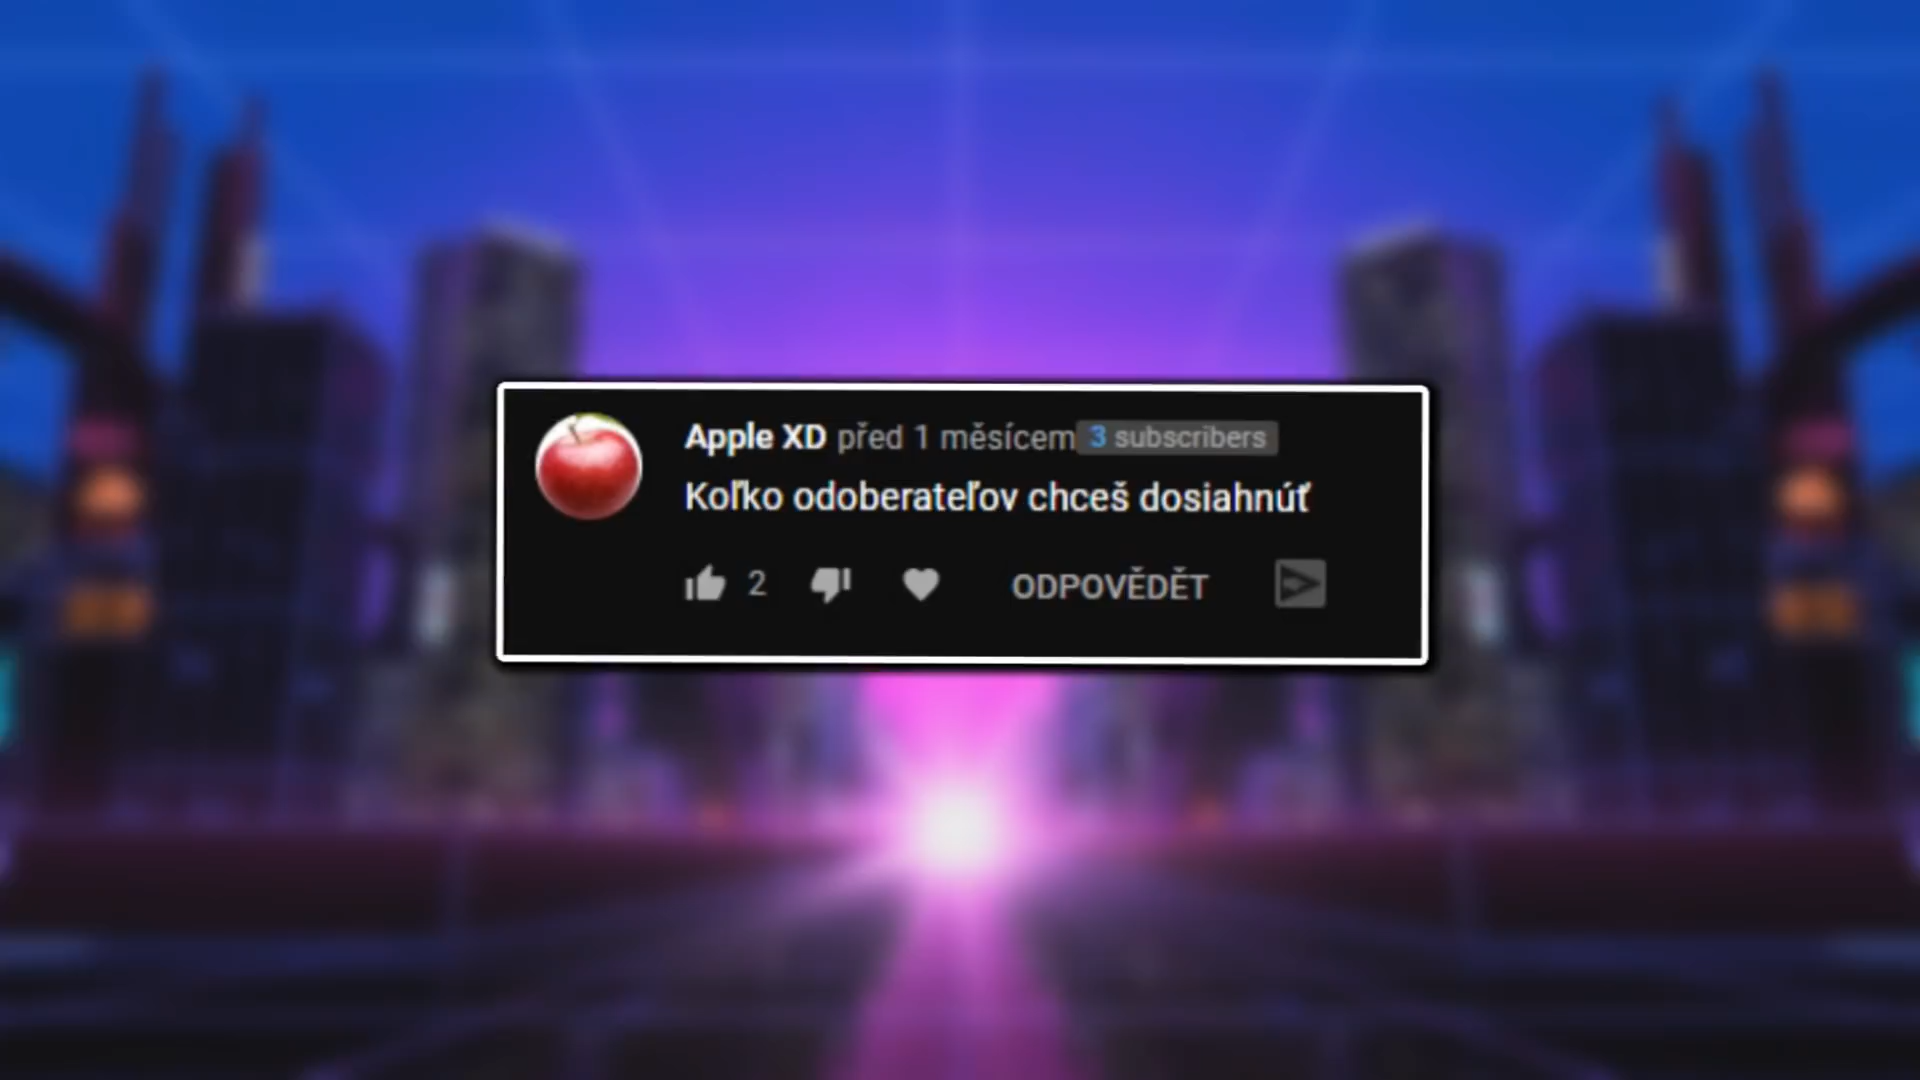 Apple XD před 1 měsícem 3 subscribers
Koľko odoberateľov chceš dosiahnúť
2 ODPOVĚDĚT